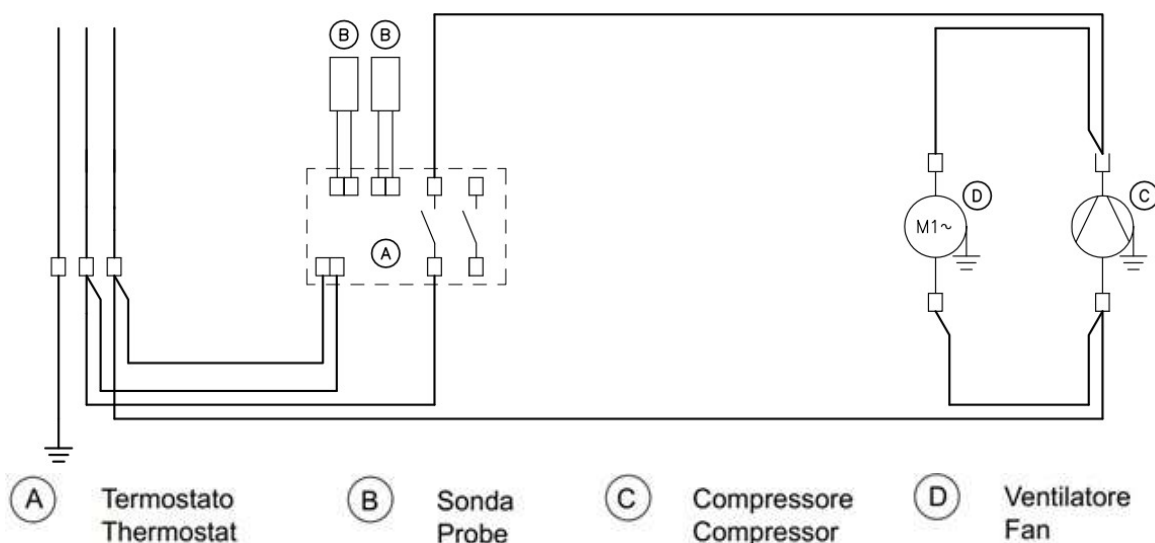 B B
D C
M1~
A
A Termostato B Sonda C Compressore D Ventilatore
Thermostat Probe Compressor Fan